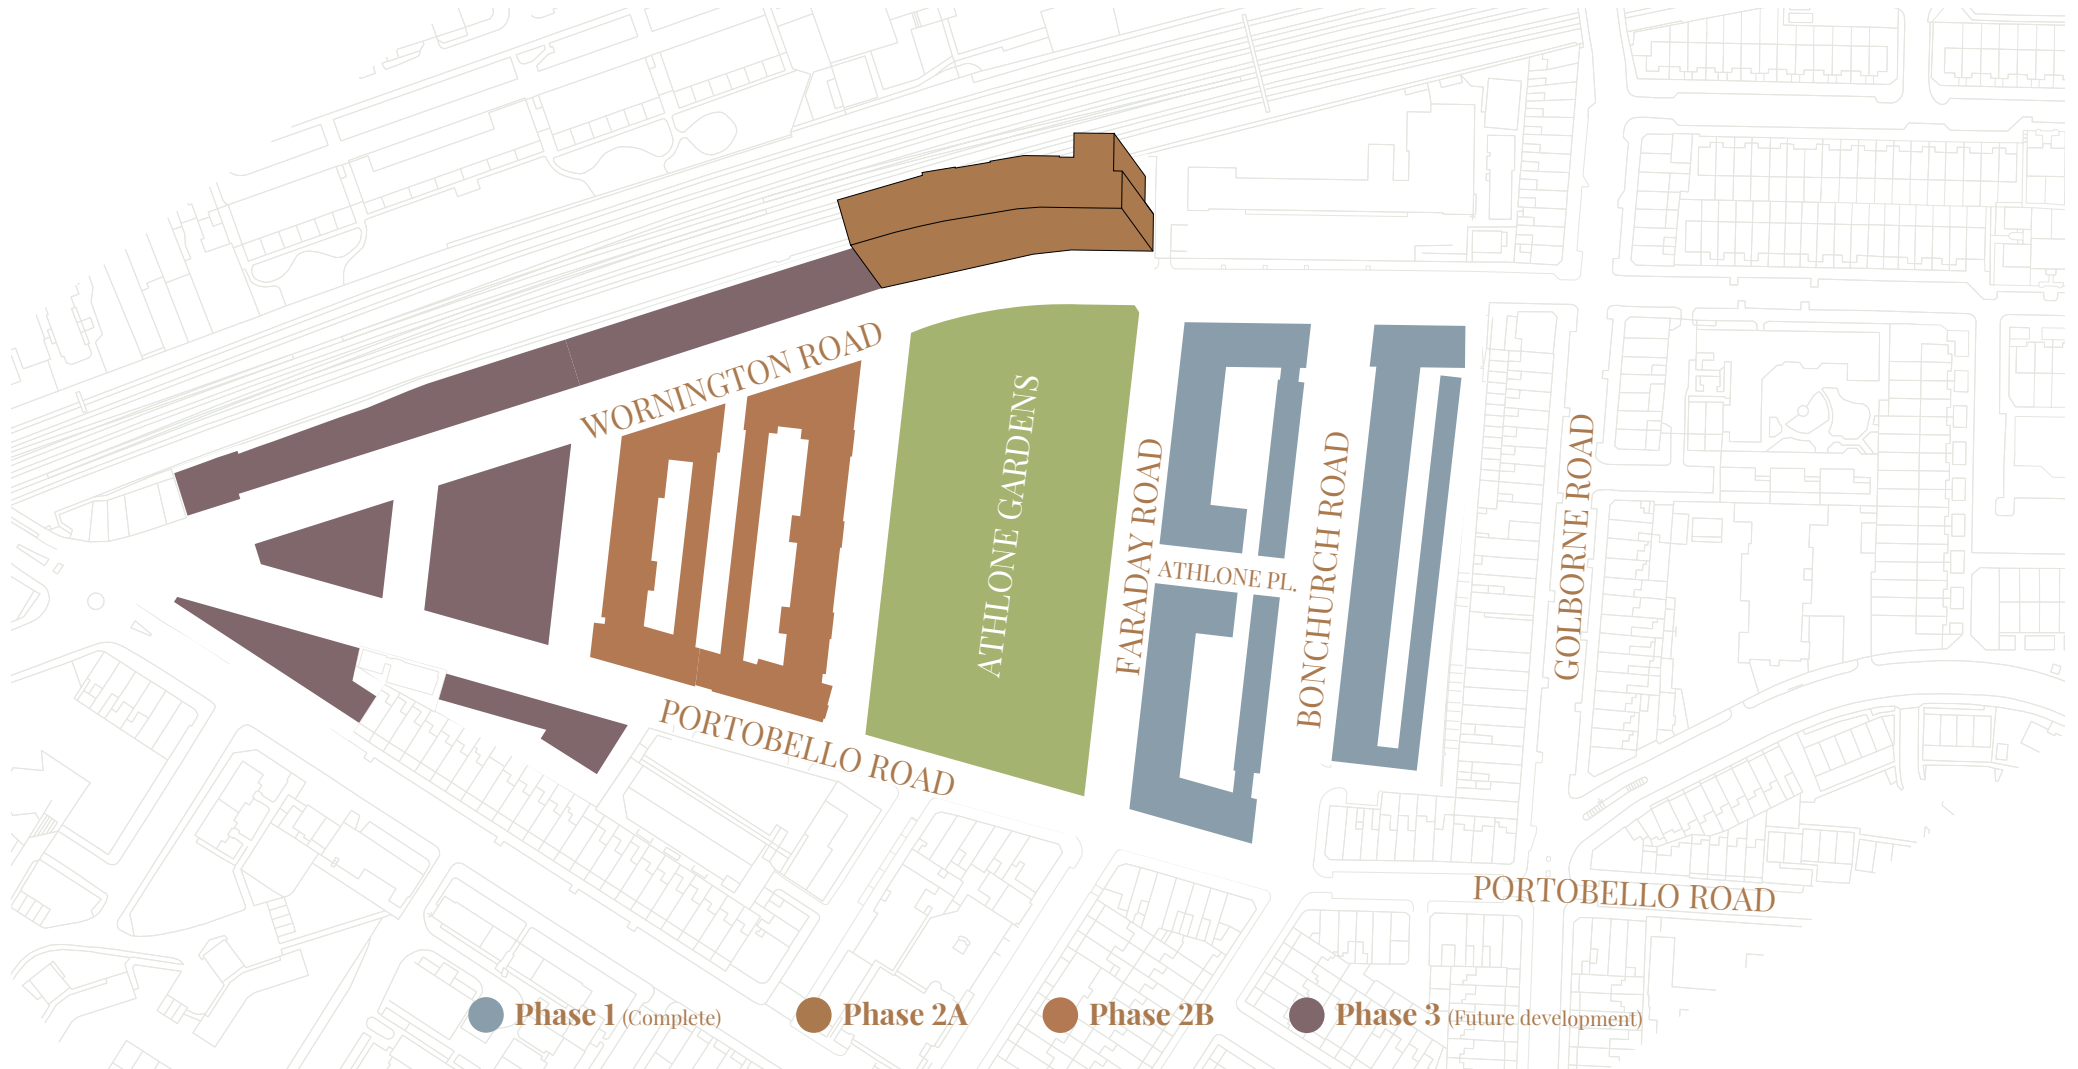 WORNINGTON ROAD
ATHLONE GARDENS
FARADAY ROAD
ATHLONE PL.
BONCHURCH ROAD
GOLBORNE ROAD
PORTOBELLO ROAD
PORTOBELLO ROAD
Phase 1 (Complete)
Phase 2A
Phase 2B
Phase 3 (Future development)